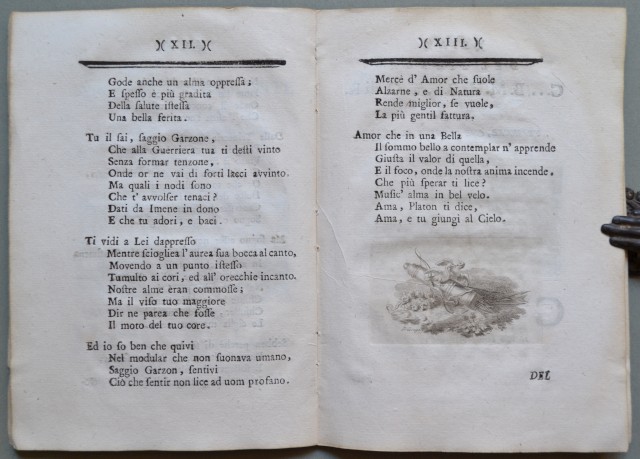 )( XII. )(
Gode anche un alma oppressa;
E spesso e più gradita
Della salute istessa
Una bella ferita.
Tu il sai, saggio Garzone,
Che alla Guerriera tua ti desti vinto
Senza formar tenzone,
Onde or ne vai di forti lacci avvinto.
Ma quali i nodi sono
Che t' avvolser tenaci?
Dati da Imene in dono
E che tu adori, e baci.
Ti vidi a Lei dappresso
Mentre scioglica l' aurea sua bocca al canto,
Movendo a un punto istesso
Tumulto ai cori, ed all' orecchie incanto.
Nostre alme eran commosse;
Ma il viso tuo maggiore
Dir ne parea che fosse
Il moto del tuo core.
Ed io so ben che quivi
Nel modular che non suonava umano,
Saggio Garzon, sentivi
Ciò che sentir non lice ad uom profano.
)( XIII. )(
Mercè d' Amor che suole
Alzarne, e di Natura
Rende miglior, se vuole,
La più gentil fattura.
Amor che in una Bella
Il sommo bello a contemplar n' apprende
Giusta il valor di quella,
E il foco, onde la nostra anima incende.
Che più sperar ti lice?
Music' alma in bel velo.
Ama, Platon ti dice,
Ama, e tu giungi al Cielo.
DEL